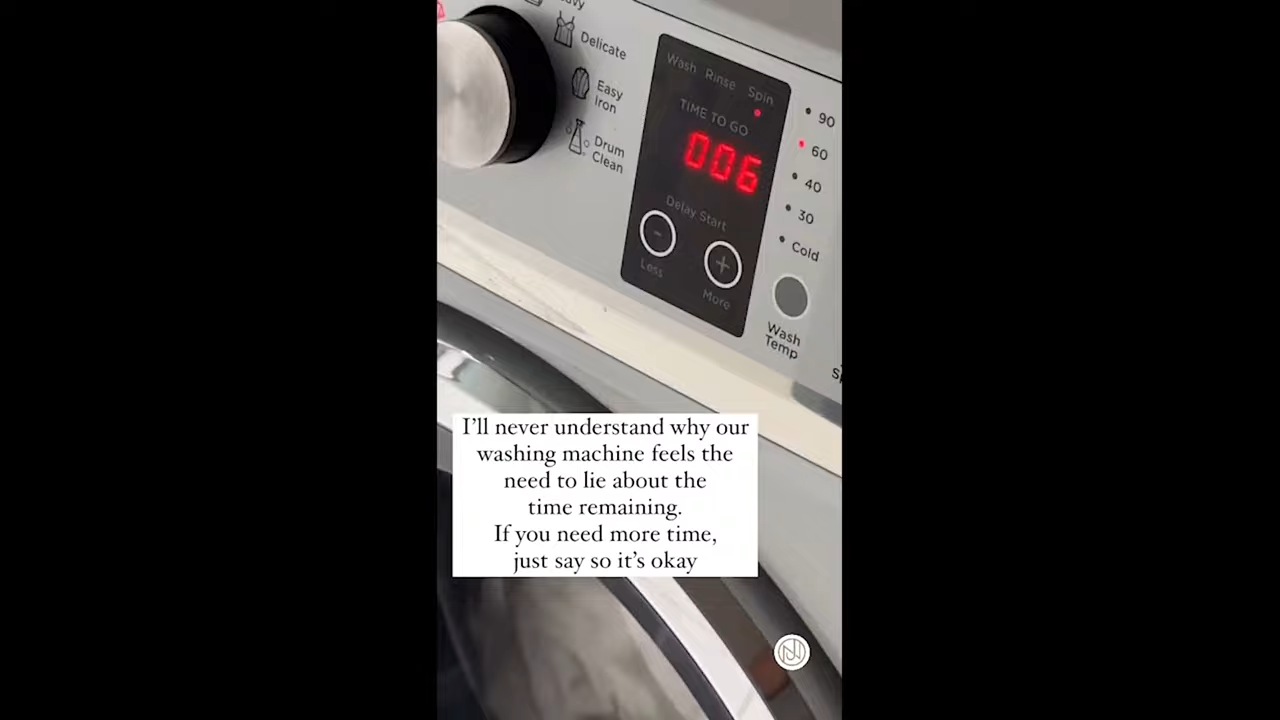 Delicate
Easy
Iron
Drum
Clean
Wash Rinse Spin
TIME TO GO
006
Delay Start
- +
Less
More
90
60
40
30
Cold
Wash
Temp
I'll never understand why our
washing machine feels the
need to lie about the
time remaining.
If you need more time,
just say so it's okay